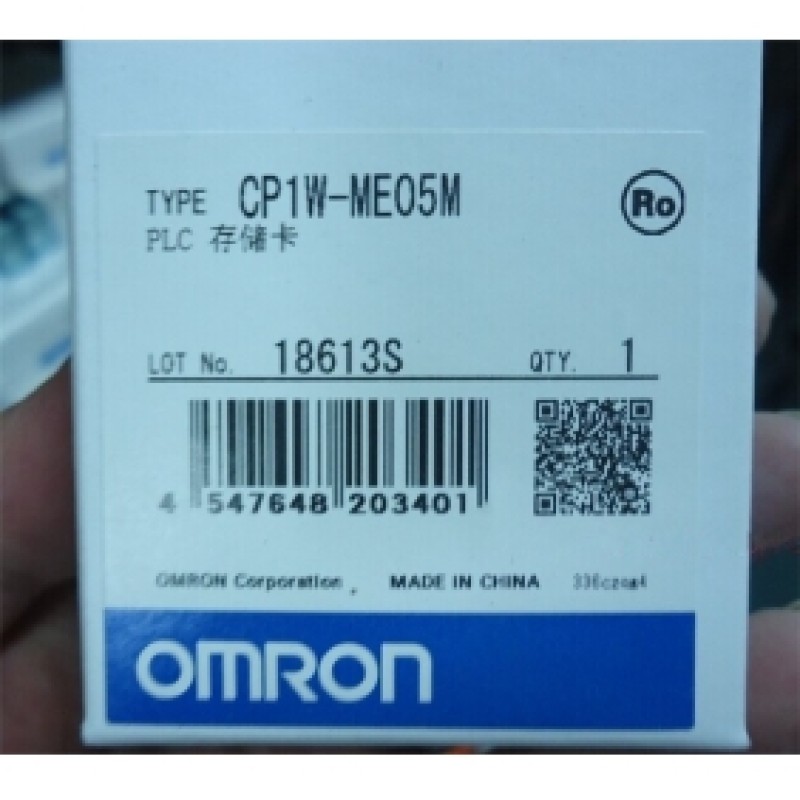 TYPE CP1W-ME05M
Ro
PLC 存储卡
LOT No. 18613S QTY. 1
4 547648 203401
OMRON Corporation. MADE IN CHINA
OMRON